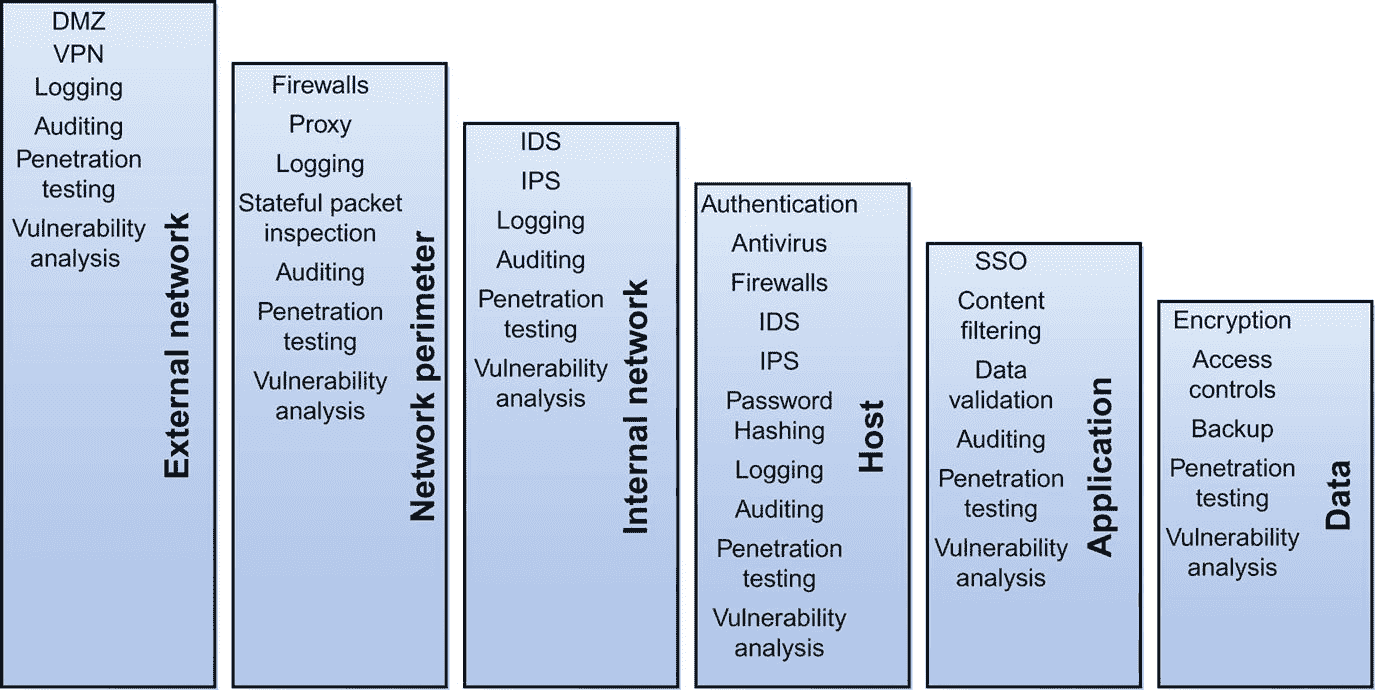 DMZ
VPN
Logging
Auditing
Penetration
testing
Vulnerability
analysis
External network
Firewalls
Proxy
Logging
Stateful packet
inspection
Auditing
Penetration
testing
Vulnerability
analysis
Network perimeter
IDS
IPS
Logging
Auditing
Penetration
testing
Vulnerability
analysis
Internal network
Authentication
Antivirus
Firewalls
IDS
IPS
Password
Hashing
Logging
Auditing
Penetration
testing
Vulnerability
analysis
Host
SSO
Content
filtering
Data
validation
Auditing
Penetration
testing
Vulnerability
analysis
Application
Encryption
Access
controls
Backup
Penetration
testing
Vulnerability
analysis
Data